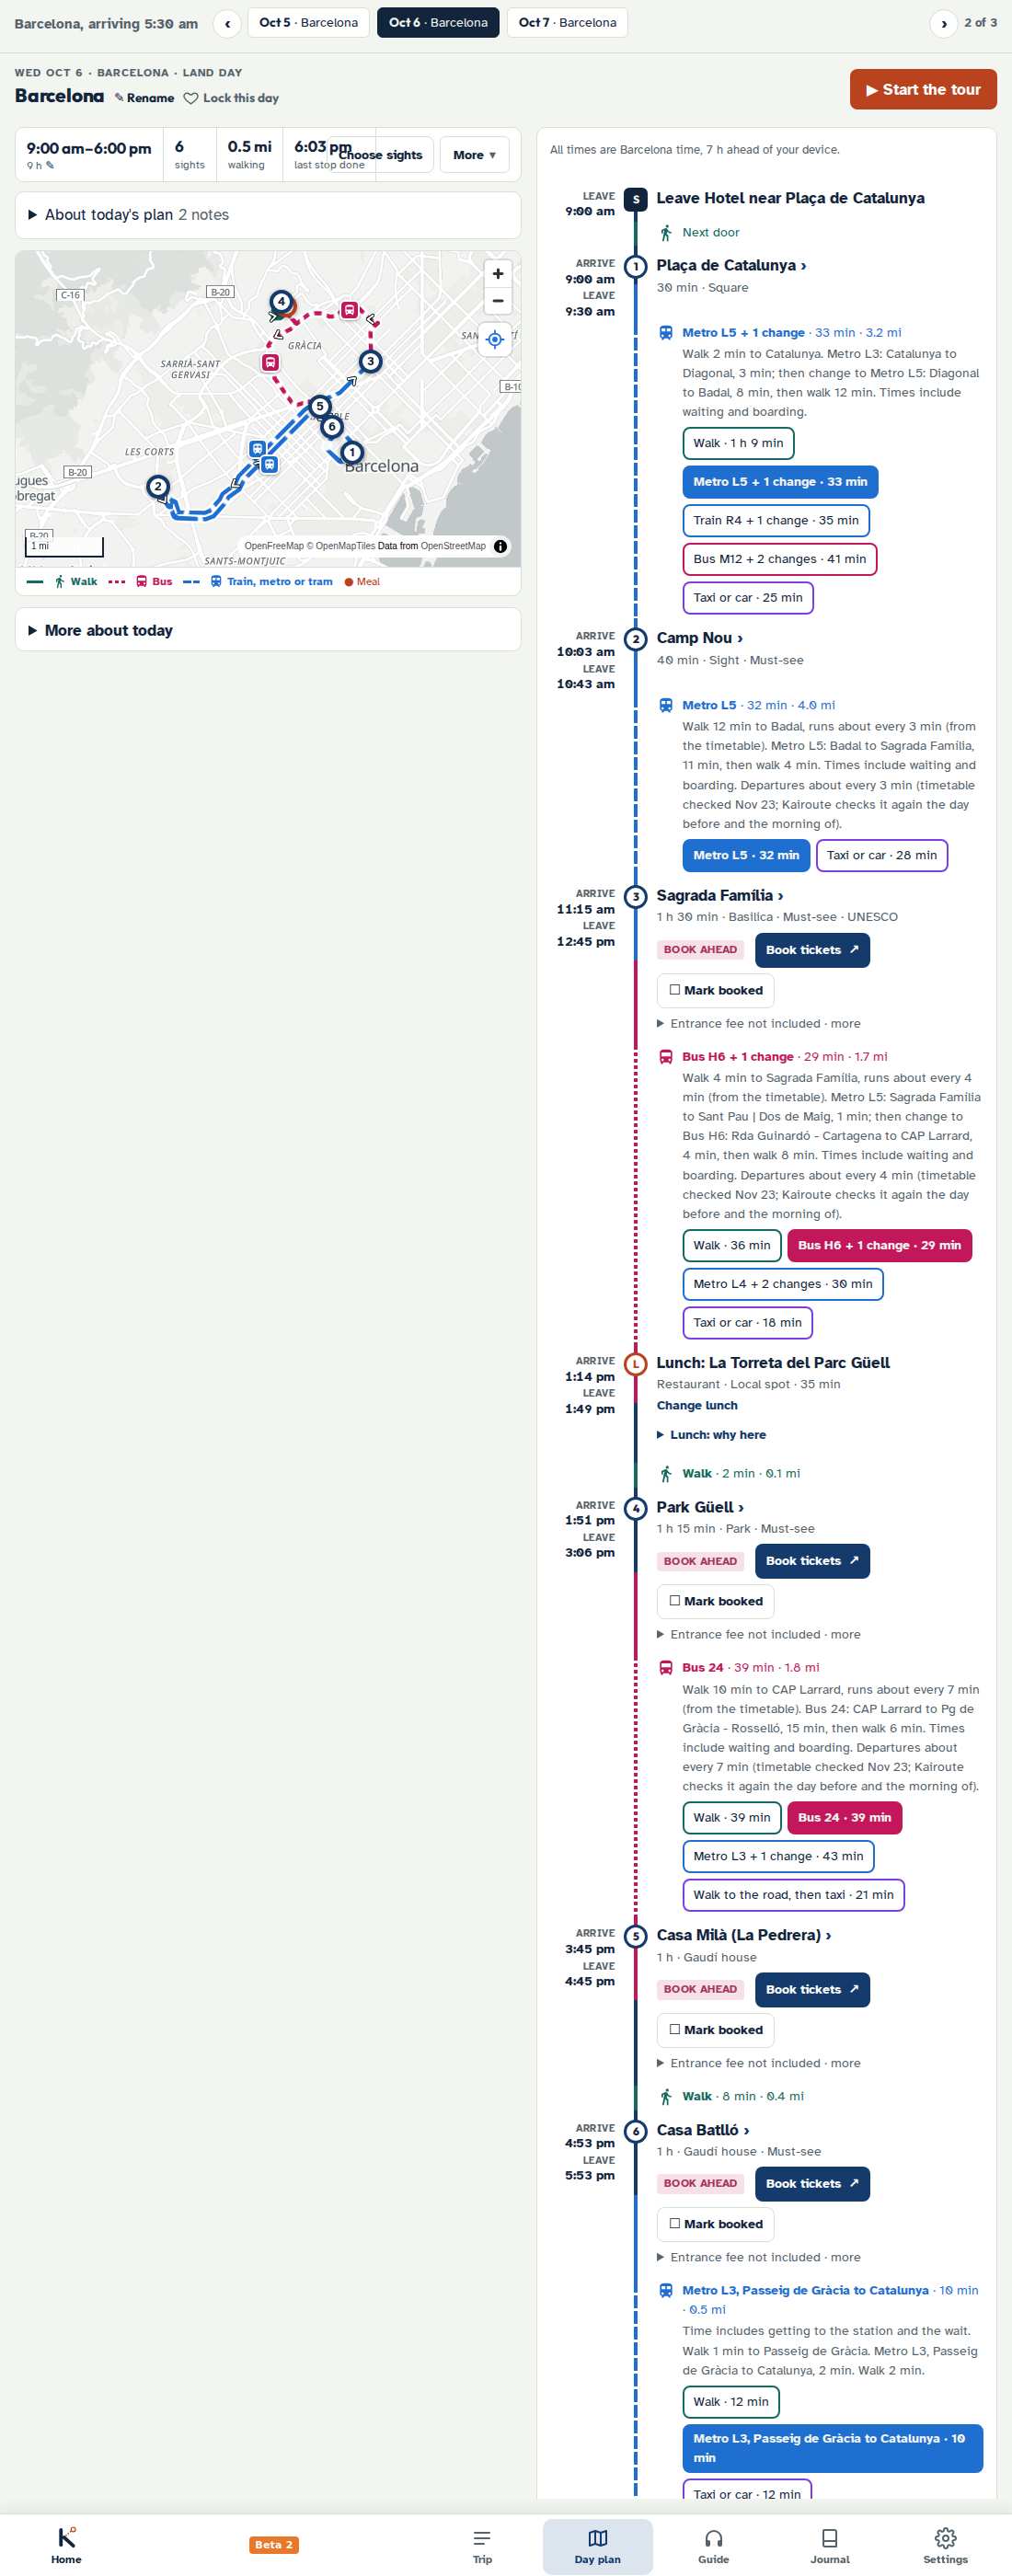 Barcelona, arriving 5:30 am
‹
Oct 5 · Barcelona
Oct 6 · Barcelona
Oct 7 · Barcelona
›
2 of 3
WED OCT 6 · BARCELONA · LAND DAY
Barcelona
✎ Rename
Lock this day
▶ Start the tour
9:00 am–6:00 pm
9 h ✎
6
sights
0.5 mi
walking
6:03 pm
last stop done
Choose sights
More ▾
▶ About today's plan 2 notes
C-16
B-20
4
GRÀCIA
SARRIÀ-SANT
GERVASI
3
B-10
5
6
1
Barcelona
LES CORTS
B-20
2
B-20
1 mi
SANTS-MONTJUÏC
+
−
OpenFreeMap © OpenMapTiles Data from OpenStreetMap
Walk
Bus
Train, metro or tram
Meal
▶ More about today
All times are Barcelona time, 7 h ahead of your device.
LEAVE
9:00 am
S
Leave Hotel near Plaça de Catalunya
Next door
ARRIVE
9:00 am
LEAVE
9:30 am
1
Plaça de Catalunya ›
30 min · Square
Metro L5 + 1 change · 33 min · 3.2 mi
Walk 2 min to Catalunya. Metro L3: Catalunya to
Diagonal, 3 min; then change to Metro L5: Diagonal
to Badal, 8 min, then walk 12 min. Times include
waiting and boarding.
Walk · 1 h 9 min
Metro L5 + 1 change · 33 min
Train R4 + 1 change · 35 min
Bus M12 + 2 changes · 41 min
Taxi or car · 25 min
ARRIVE
10:03 am
LEAVE
10:43 am
2
Camp Nou ›
40 min · Sight · Must-see
Metro L5 · 32 min · 4.0 mi
Walk 12 min to Badal, runs about every 3 min (from
the timetable). Metro L5: Badal to Sagrada Família,
11 min, then walk 4 min. Times include waiting and
boarding. Departures about every 3 min (timetable
checked Nov 23; Kairoute checks it again the day
before and the morning of).
Metro L5 · 32 min
Taxi or car · 28 min
ARRIVE
11:15 am
LEAVE
12:45 pm
3
Sagrada Família ›
1 h 30 min · Basilica · Must-see · UNESCO
BOOK AHEAD
Book tickets ↗
☐ Mark booked
▶ Entrance fee not included · more
Bus H6 + 1 change · 29 min · 1.7 mi
Walk 4 min to Sagrada Família, runs about every 4
min (from the timetable). Metro L5: Sagrada Família
to Sant Pau | Dos de Maig, 1 min; then change to
Bus H6: Rda Guinardó - Cartagena to CAP Larrard,
4 min, then walk 8 min. Times include waiting and
boarding. Departures about every 4 min (timetable
checked Nov 23; Kairoute checks it again the day
before and the morning of).
Walk · 36 min
Bus H6 + 1 change · 29 min
Metro L4 + 2 changes · 30 min
Taxi or car · 18 min
ARRIVE
1:14 pm
LEAVE
1:49 pm
L
Lunch: La Torreta del Parc Güell
Restaurant · Local spot · 35 min
Change lunch
▶ Lunch: why here
Walk · 2 min · 0.1 mi
ARRIVE
1:51 pm
LEAVE
3:06 pm
4
Park Güell ›
1 h 15 min · Park · Must-see
BOOK AHEAD
Book tickets ↗
☐ Mark booked
▶ Entrance fee not included · more
Bus 24 · 39 min · 1.8 mi
Walk 10 min to CAP Larrard, runs about every 7 min
(from the timetable). Bus 24: CAP Larrard to Pg de
Gràcia - Rosselló, 15 min, then walk 6 min. Times
include waiting and boarding. Departures about
every 7 min (timetable checked Nov 23; Kairoute
checks it again the day before and the morning of).
Walk · 39 min
Bus 24 · 39 min
Metro L3 + 1 change · 43 min
Walk to the road, then taxi · 21 min
ARRIVE
3:45 pm
LEAVE
4:45 pm
5
Casa Milà (La Pedrera) ›
1 h · Gaudí house
BOOK AHEAD
Book tickets ↗
☐ Mark booked
▶ Entrance fee not included · more
Walk · 8 min · 0.4 mi
ARRIVE
4:53 pm
LEAVE
5:53 pm
6
Casa Batlló ›
1 h · Gaudí house · Must-see
BOOK AHEAD
Book tickets ↗
☐ Mark booked
▶ Entrance fee not included · more
Metro L3, Passeig de Gràcia to Catalunya · 10 min
· 0.5 mi
Time includes getting to the station and the wait.
Walk 1 min to Passeig de Gràcia. Metro L3, Passeig
de Gràcia to Catalunya, 2 min. Walk 2 min.
Walk · 12 min
Metro L3, Passeig de Gràcia to Catalunya · 10
min
Taxi or car · 12 min
Home
Beta 2
Trip
Day plan
Guide
Journal
Settings